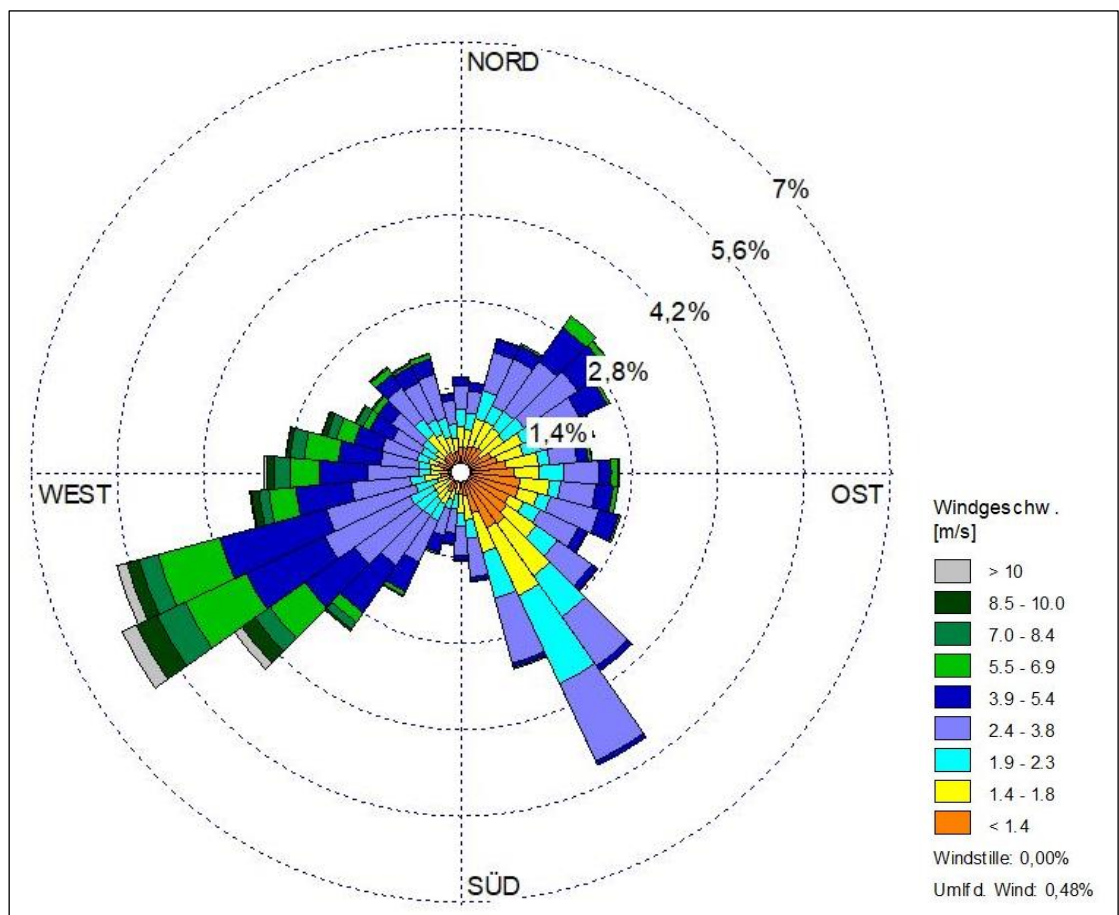 NORD
7%
5,6%
4,2%
2,8%
1,4%
WEST
OST
SÜD
Windgeschw.
[m/s]
> 10
8.5 - 10.0
7.0 - 8.4
5.5 - 6.9
3.9 - 5.4
2.4 - 3.8
1.9 - 2.3
1.4 - 1.8
< 1.4
Windstille: 0,00%
Umlfd. Wind: 0,48%